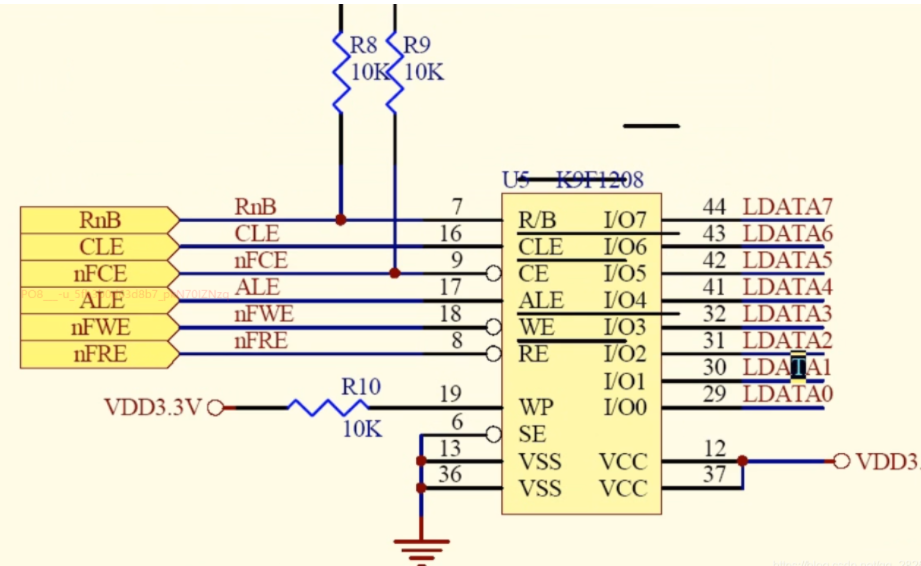 R8 R9
10K 10K
U5 K9F1208
RnB RnB 7 R/B I/O7 44 LDATA7
CLE CLE 16 CLE I/O6 43 LDATA6
nFCE nFCE 9 CE I/O5 42 LDATA5
ALE ALE 17 ALE I/O4 41 LDATA4
nFWE nFWE 18 WE I/O3 32 LDATA3
nFRE nFRE 8 RE I/O2 31 LDATA2
I/O1 30 LDATA1
R10
VDD3.3V 19 WP I/O0 29 LDATA0
10K
6 SE
13 VSS VCC 12 VDD3.
36 VSS VCC 37